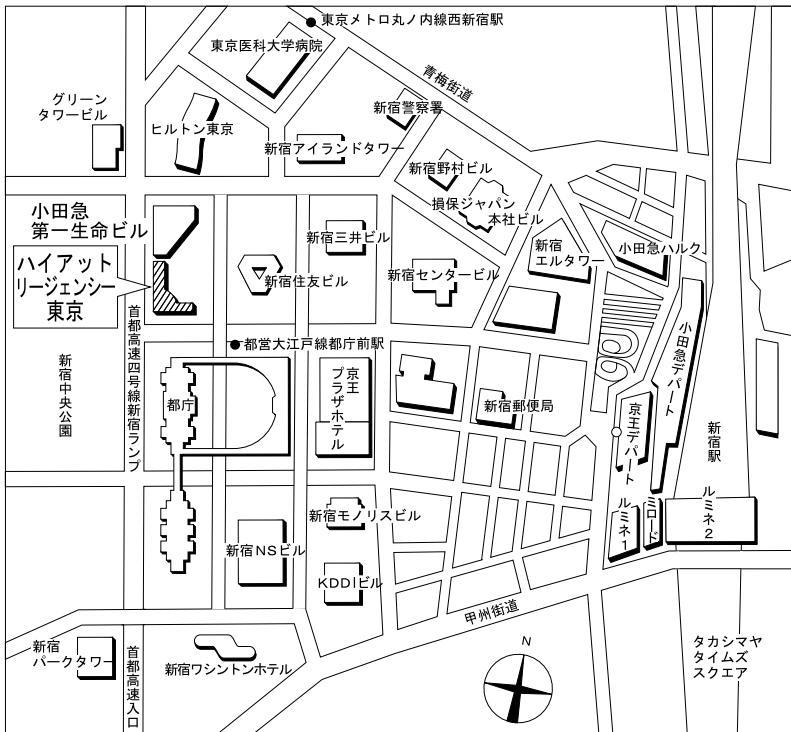 東京メトロ丸ノ内線西新宿駅
東京医科大学病院
青梅街道
グリーン
タワービル
ヒルトン東京
新宿警察署
新宿アイランドタワー
新宿野村ビル
損保ジャパン
本社ビル
小田急
第一生命ビル
新宿三井ビル
新宿
エルタワー
小田急ハルク
ハイアット
リージェンシー
東京
新宿住友ビル
新宿センタービル
首都高速四号線新宿ランプ
都営大江戸線都庁前駅
小田急デパート
新宿中央公園
都庁
京王
プラザホテル
新宿郵便局
京王デパート
新宿駅
ルミネ1
ミロード
ルミネ2
新宿モノリスビル
新宿NSビル
KDDIビル
甲州街道
新宿
パークタワー
首都高速入口
新宿ワシントンホテル
N
タカシマヤ
タイムズ
スクエア